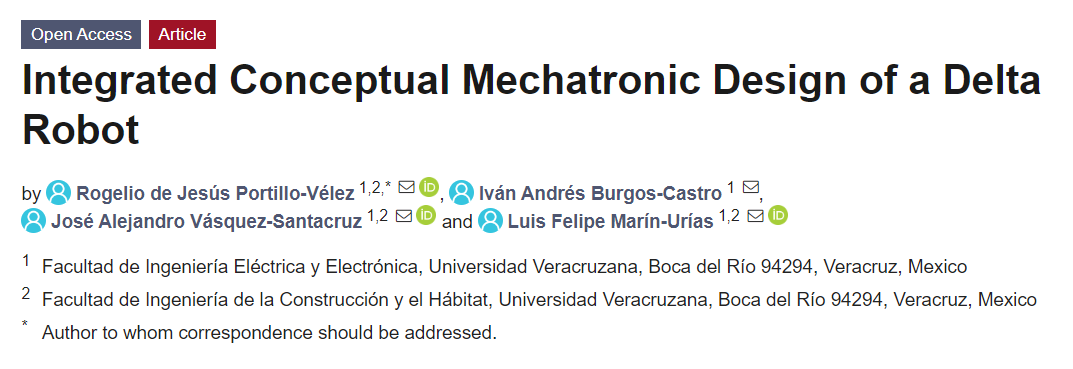 Open Access Article
Integrated Conceptual Mechatronic Design of a Delta
Robot
by Rogelio de Jesús Portillo-Vélez 1,2,* iD, Iván Andrés Burgos-Castro 1,
José Alejandro Vásquez-Santacruz 1,2 iD and Luis Felipe Marín-Urías 1,2 iD
1 Facultad de Ingeniería Eléctrica y Electrónica, Universidad Veracruzana, Boca del Río 94294, Veracruz, Mexico
2 Facultad de Ingeniería de la Construcción y el Hábitat, Universidad Veracruzana, Boca del Río 94294, Veracruz, Mexico
* Author to whom correspondence should be addressed.